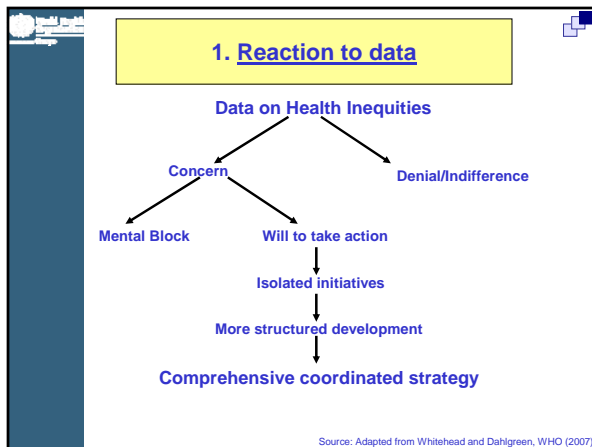 1. Reaction to data
Data on Health Inequities
Concern
Denial/Indifference
Mental Block
Will to take action
Isolated initiatives
More structured development
Comprehensive coordinated strategy
Source: Adapted from Whitehead and Dahlgren, WHO (2007)